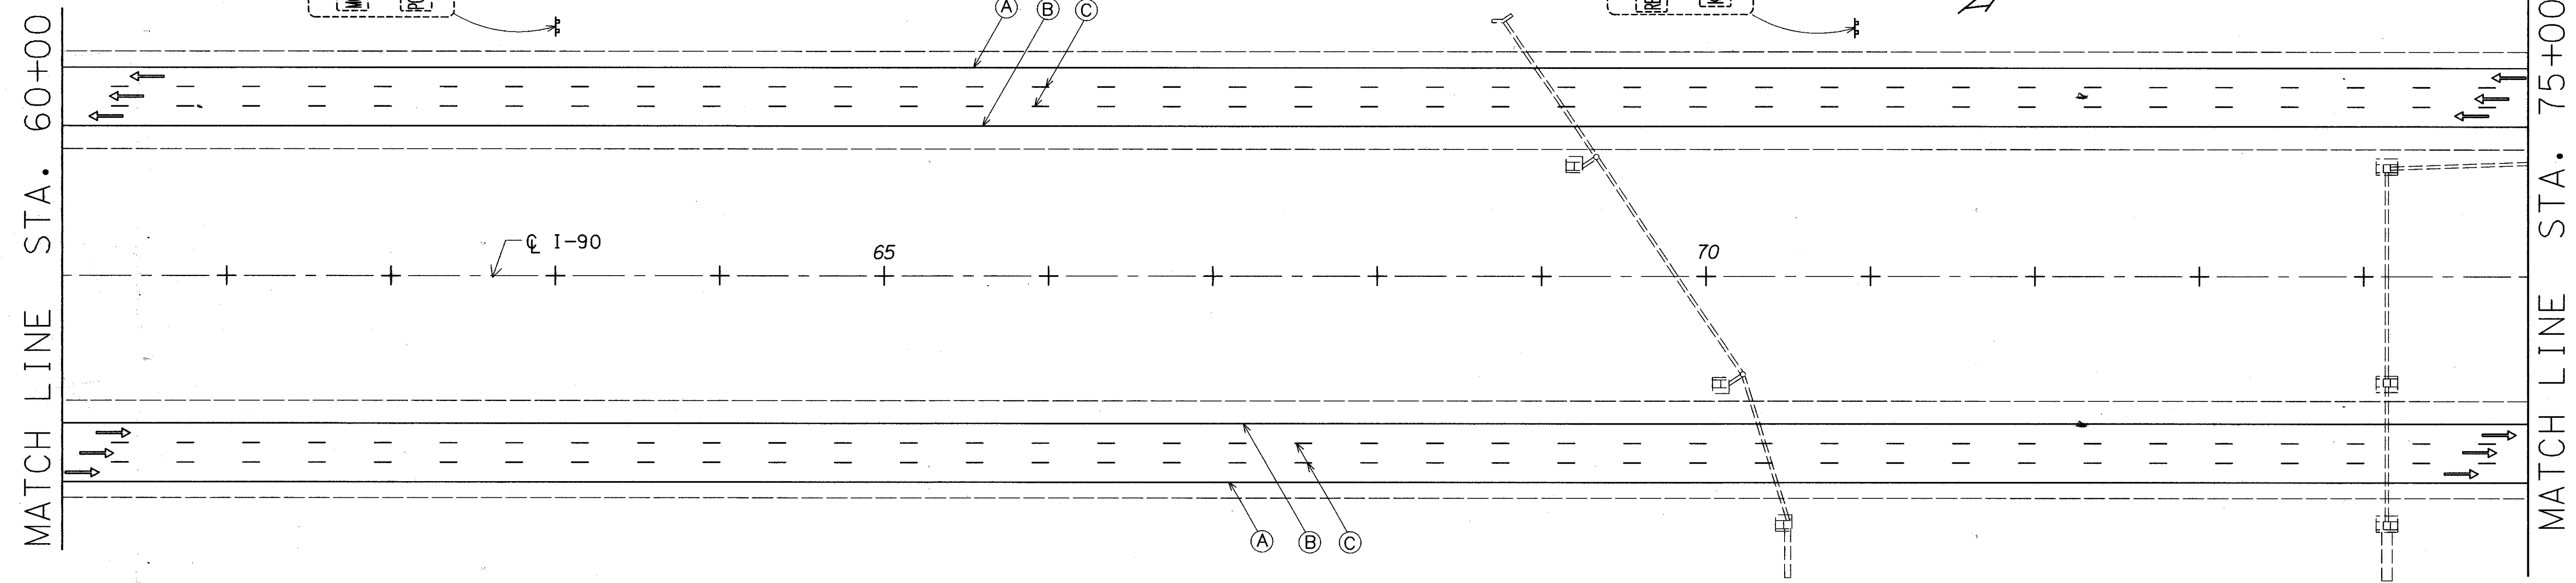 A B C
MATCH LINE STA. 60+00
℄ I-90
65
70
A B C
MATCH LINE STA. 75+00